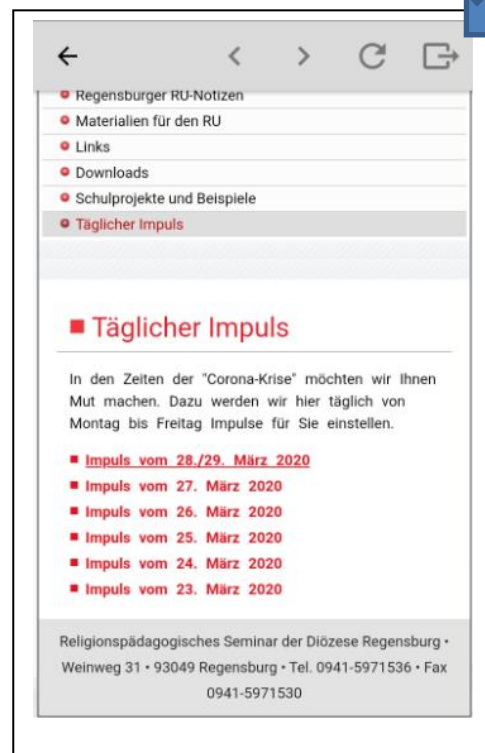 Regensburger RU-Notizen
Materialien für den RU
Links
Downloads
Schulprojekte und Beispiele
Täglicher Impuls
Täglicher Impuls
In den Zeiten der "Corona-Krise" möchten wir Ihnen
Mut machen. Dazu werden wir hier täglich von
Montag bis Freitag Impulse für Sie einstellen.
Impuls vom 28./29. März 2020
Impuls vom 27. März 2020
Impuls vom 26. März 2020
Impuls vom 25. März 2020
Impuls vom 24. März 2020
Impuls vom 23. März 2020
Religionspädagogisches Seminar der Diözese Regensburg •
Weinweg 31 • 93049 Regensburg • Tel. 0941-5971536 • Fax
0941-5971530